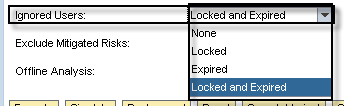 Ignored Users: Locked and Expired
None
Exclude Mitigated Risks: Locked
Expired
Offline Analysis: Locked and Expired